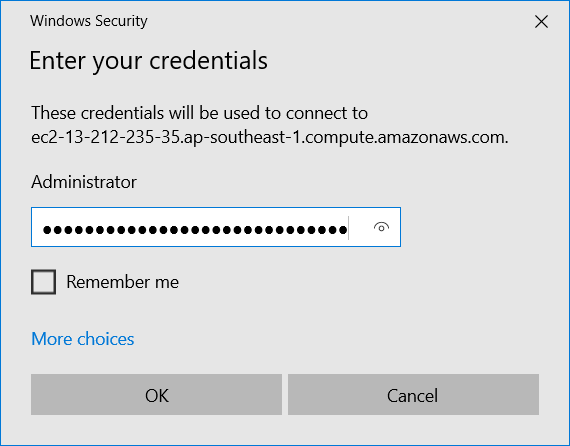 Windows Security
Enter your credentials
These credentials will be used to connect to
ec2-13-212-235-35.ap-southeast-1.compute.amazonaws.com.
Administrator
●●●●●●●●●●●●●●●●●●●●●●●●●●●●●
Remember me
More choices
OK
Cancel